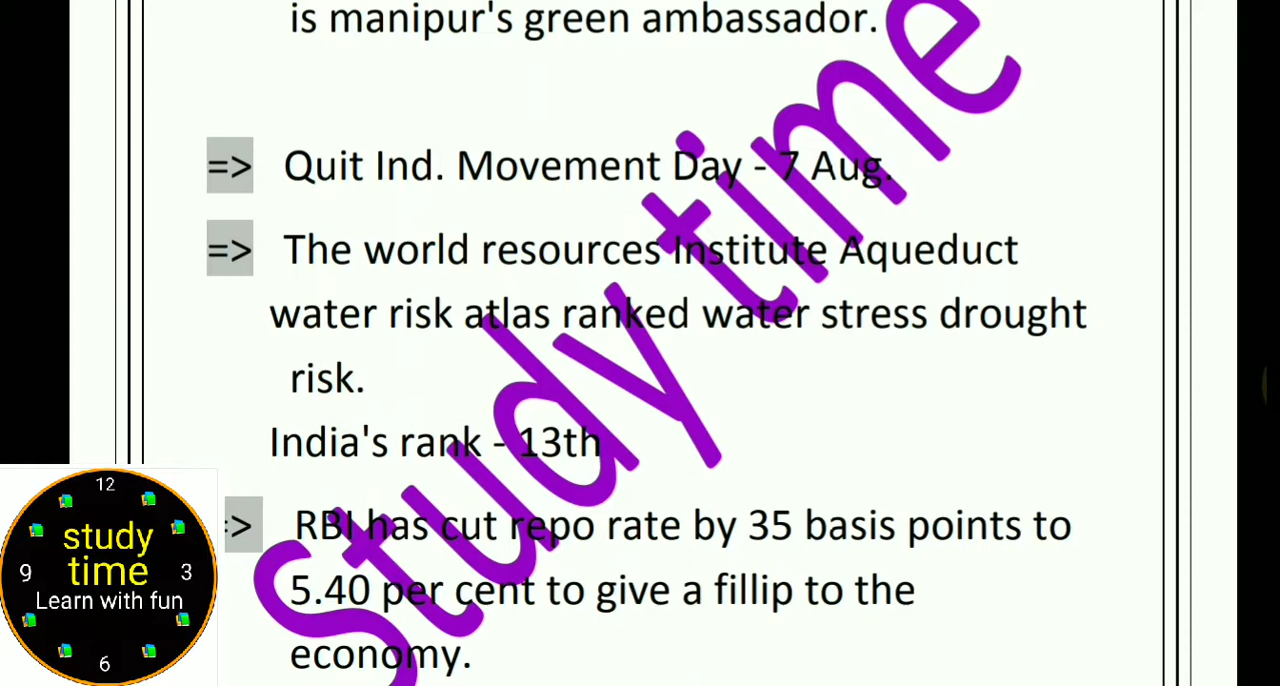 is manipur's green ambassador.
=> Quit Ind. Movement Day - 7 Aug.
=> The world resources Institute Aqueduct
water risk atlas ranked water stress drought
risk.
India's rank - 13th
=> RBI has cut repo rate by 35 basis points to
5.40 per cent to give a fillip to the
economy.
Study time
12
study
time
9 3
Learn with fun
6